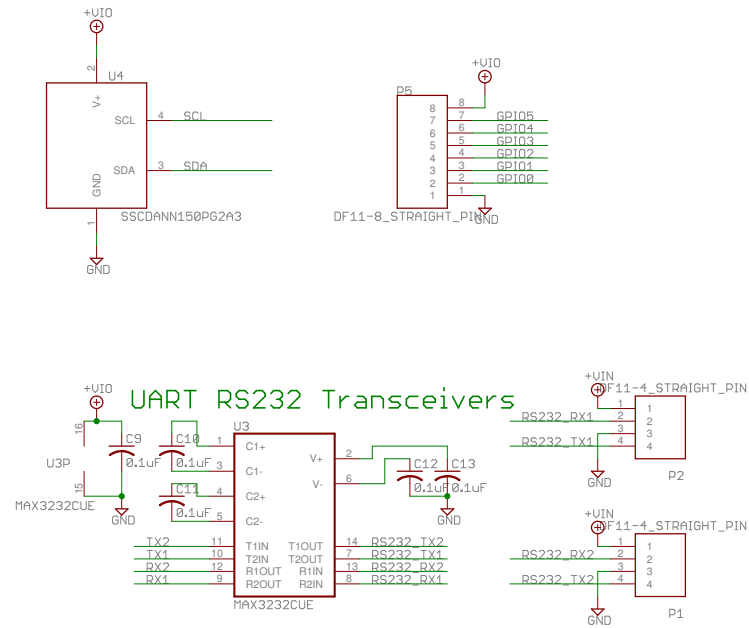 +VIO
2
U4
V+
SCL 4 SCL
SDA 3 SDA
GND
1
SSCDANN150PG2A3
GND
+VIO
P5
8 8
7 7 GPIO5
6 6 GPIO4
5 5 GPIO3
4 4 GPIO2
3 3 GPIO1
2 2 GPIO0
1 1
DF11-8_STRAIGHT_PIN
GND
UART RS232 Transceivers
+VIO
16
U3P
15
MAX3232CUE
C9
0.1uF
GND
C10
0.1uF
C11
U3
1 C1+
3 C1-
4 C2+
5 C2-
V+ 2
V- 6
C12
0.1uF
C13
0.1uF
GND
TX2 11 T1IN T1OUT 14 RS232_TX2
TX1 10 T2IN T2OUT 7 RS232_TX1
RX2 12 R1OUT R1IN 13 RS232_RX2
RX1 9 R2OUT R2IN 8 RS232_RX1
MAX3232CUE
+VIN
DF11-4_STRAIGHT_PIN
1 1
RS232_RX1 2 2
3 3
RS232_TX1 4 4
GND
P2
+VIN
DF11-4_STRAIGHT_PIN
1 1
RS232_RX2 2 2
3 3
RS232_TX2 4 4
GND
P1